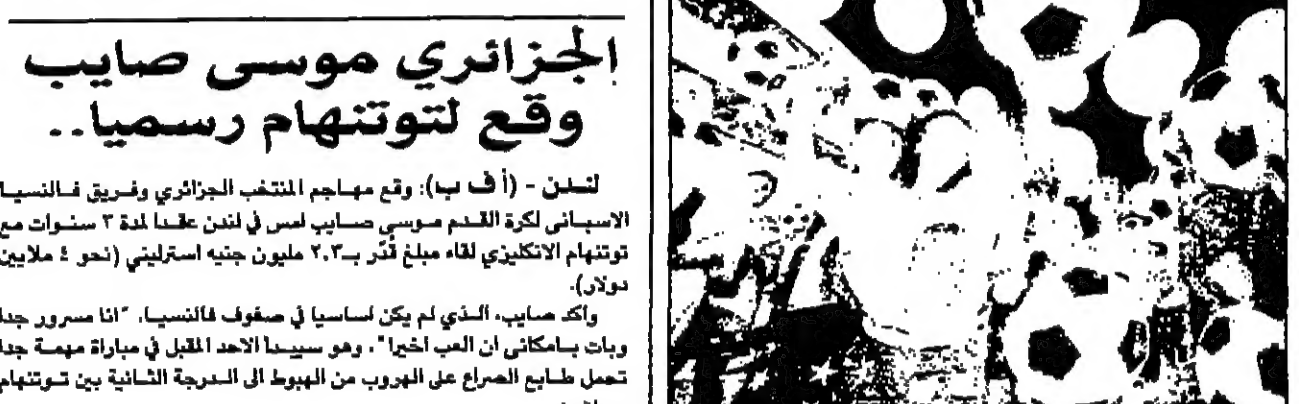 الجزائري موسى صايب
وقع لتوتنهام رسميا..
لندن - (أ ف ب): وقع مهاجم المنتخب الجزائري وفريق فالنسيا
الاسباني لكرة القدم موسى صايب امس في لندن عقدا لمدة ٣ سنوات مع
توتنهام الانكليزي لقاء مبلغ قدّر بـ٢,٣ مليون جنيه استرليني (نحو ٤ ملايين
دولار).
واكد صايب، الذي لم يكن اساسيا في صفوف فالنسيا، "انا مسرور جدا
وبات بامكاني ان العب اخيرا". وهو سيبدا الاحد المقبل في مباراة مهمة جدا
تحمل طابع الصراع على الهروب من الهبوط الى الدرجة الثانية بين توتنهام